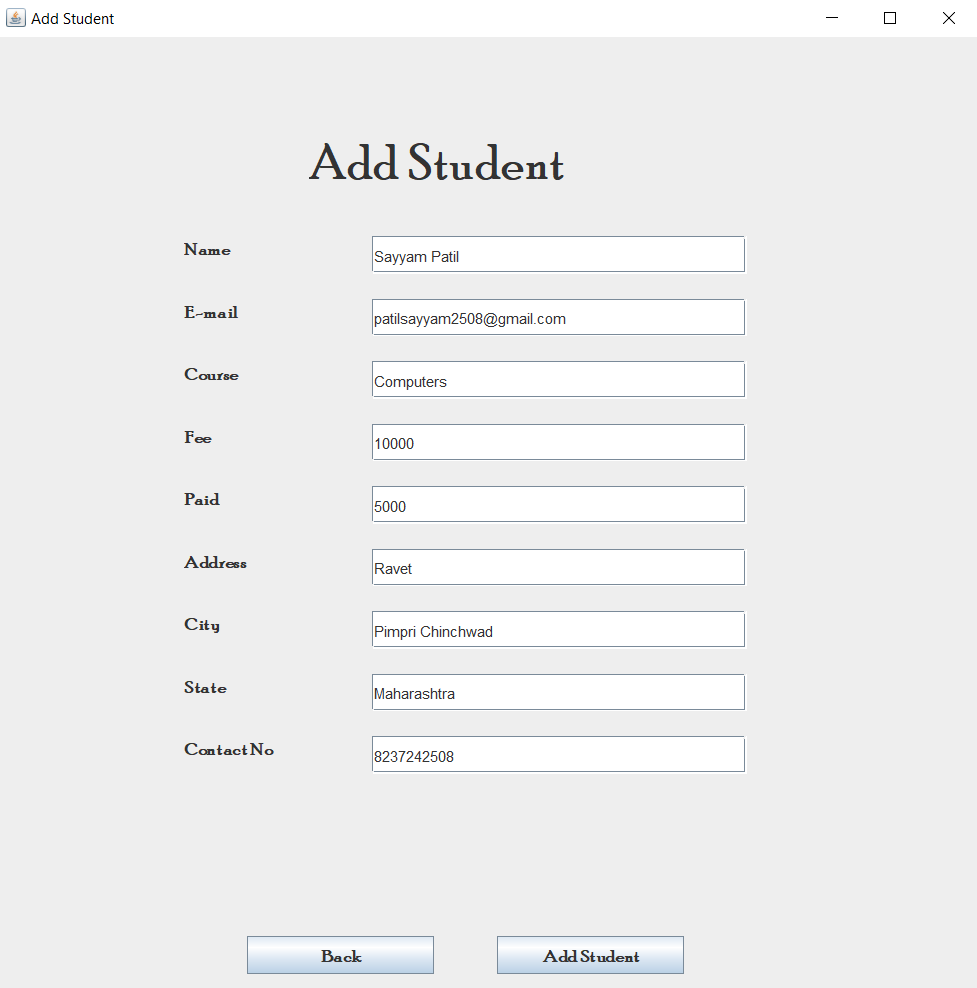 Add Student
Add Student
Name Sayyam Patil
E-mail patilsayyam2508@gmail.com
Course Computers
Fee 10000
Paid 5000
Address Ravet
City Pimpri Chinchwad
State Maharashtra
Contact No 8237242508
Back Add Student